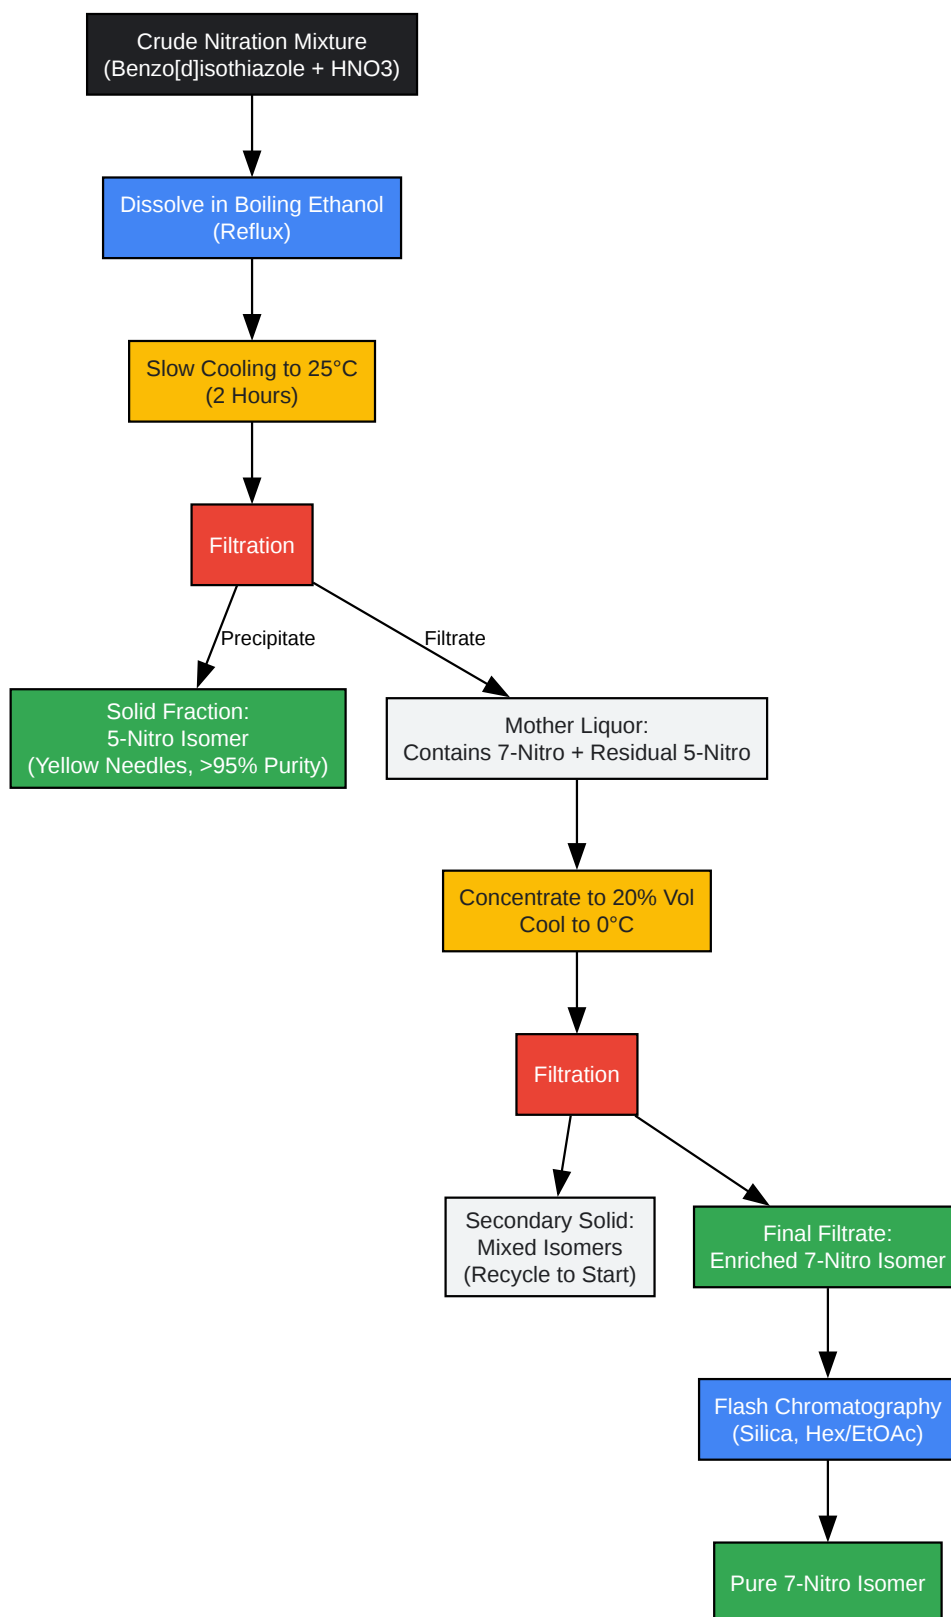 Crude Nitration Mixture
(Benzo[d]isothiazole + HNO3)
Dissolve in Boiling Ethanol
(Reflux)
Slow Cooling to 25°C
(2 Hours)
Filtration
Precipitate
Filtrate
Solid Fraction:
5-Nitro Isomer
(Yellow Needles, >95% Purity)
Mother Liquor:
Contains 7-Nitro + Residual 5-Nitro
Concentrate to 20% Vol
Cool to 0°C
Filtration
Secondary Solid:
Mixed Isomers
(Recycle to Start)
Final Filtrate:
Enriched 7-Nitro Isomer
Flash Chromatography
(Silica, Hex/EtOAc)
Pure 7-Nitro Isomer